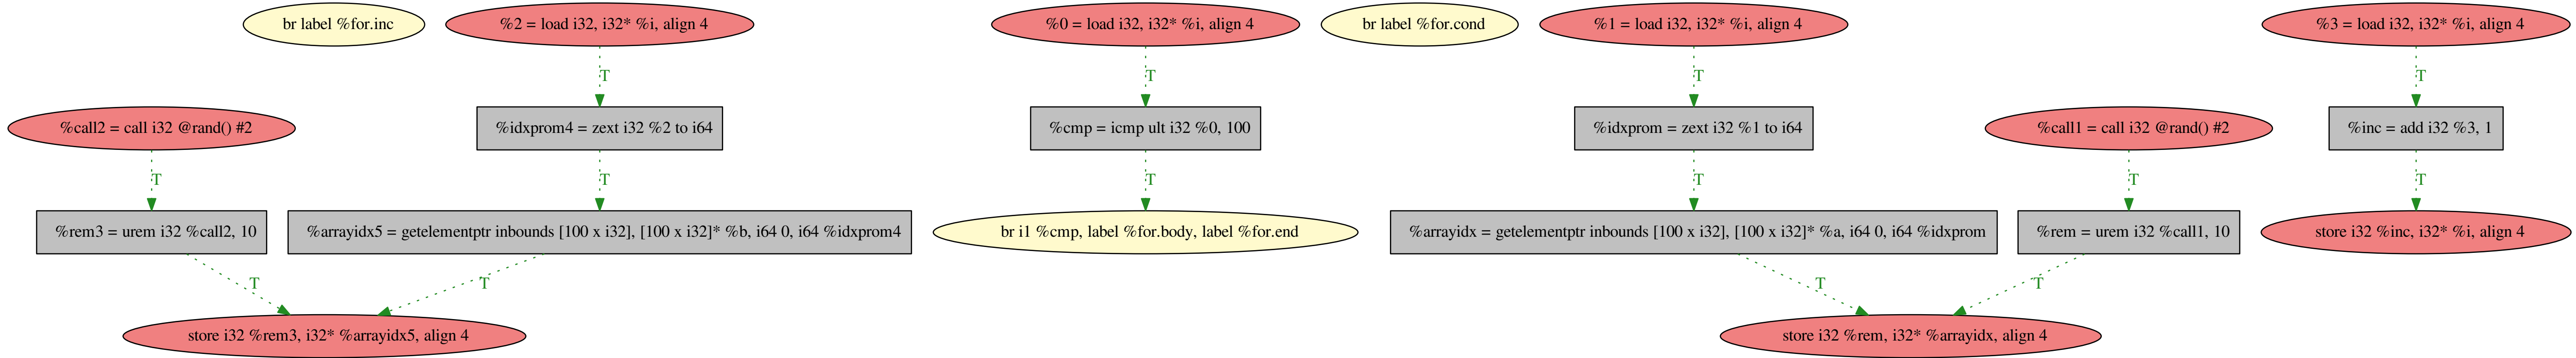 br label %for.inc
%2 = load i32, i32* %i, align 4
%0 = load i32, i32* %i, align 4
br label %for.cond
%1 = load i32, i32* %i, align 4
%3 = load i32, i32* %i, align 4
T
T
T
T
%call2 = call i32 @rand() #2
%idxprom4 = zext i32 %2 to i64
%cmp = icmp ult i32 %0, 100
%idxprom = zext i32 %1 to i64
%call1 = call i32 @rand() #2
%inc = add i32 %3, 1
T
T
T
T
T
T
%rem3 = urem i32 %call2, 10
%arrayidx5 = getelementptr inbounds [100 x i32], [100 x i32]* %b, i64 0, i64 %idxprom4
br i1 %cmp, label %for.body, label %for.end
%arrayidx = getelementptr inbounds [100 x i32], [100 x i32]* %a, i64 0, i64 %idxprom
%rem = urem i32 %call1, 10
store i32 %inc, i32* %i, align 4
T
T
T
T
store i32 %rem3, i32* %arrayidx5, align 4
store i32 %rem, i32* %arrayidx, align 4